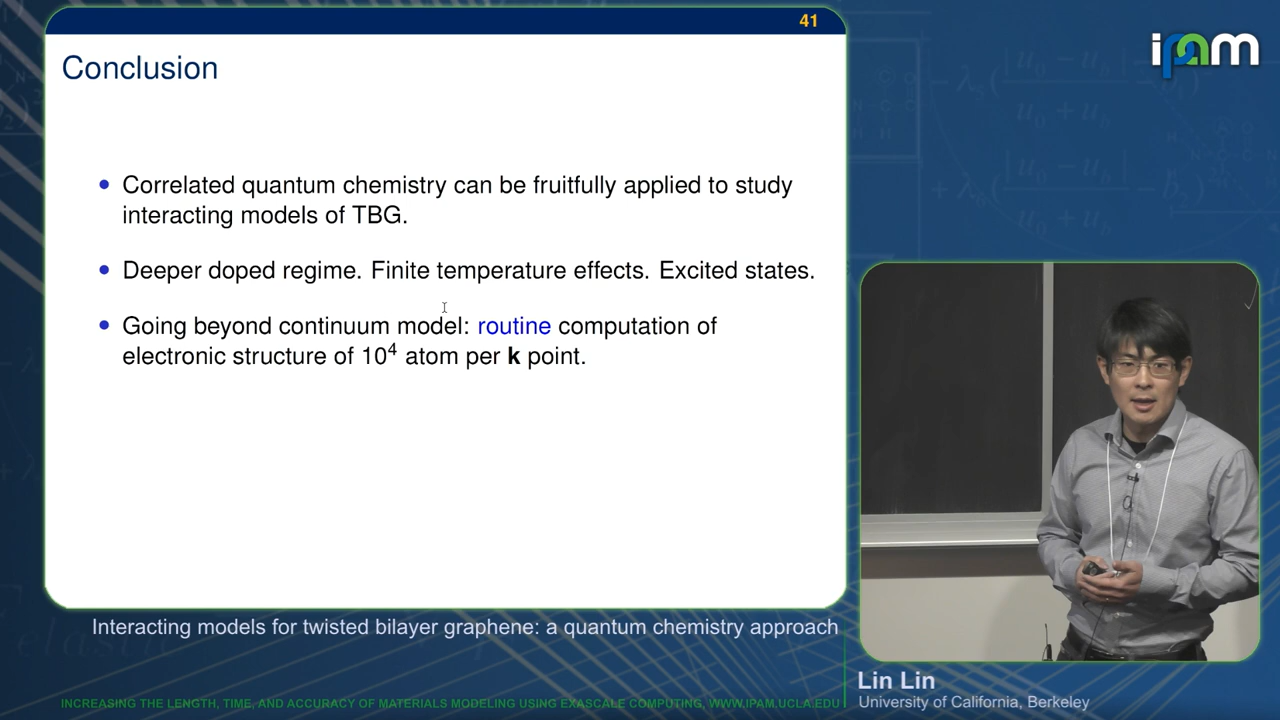 41
ipam
Conclusion
• Correlated quantum chemistry can be fruitfully applied to study
interacting models of TBG.
• Deeper doped regime. Finite temperature effects. Excited states.
• Going beyond continuum model: routine computation of
electronic structure of 10⁴ atom per k point.
Interacting models for twisted bilayer graphene: a quantum chemistry approach
Lin Lin
University of California, Berkeley
INCREASING THE LENGTH, TIME, AND ACCURACY OF MATERIALS MODELING USING EXASCALE COMPUTING, WWW.IPAM.UCLA.EDU